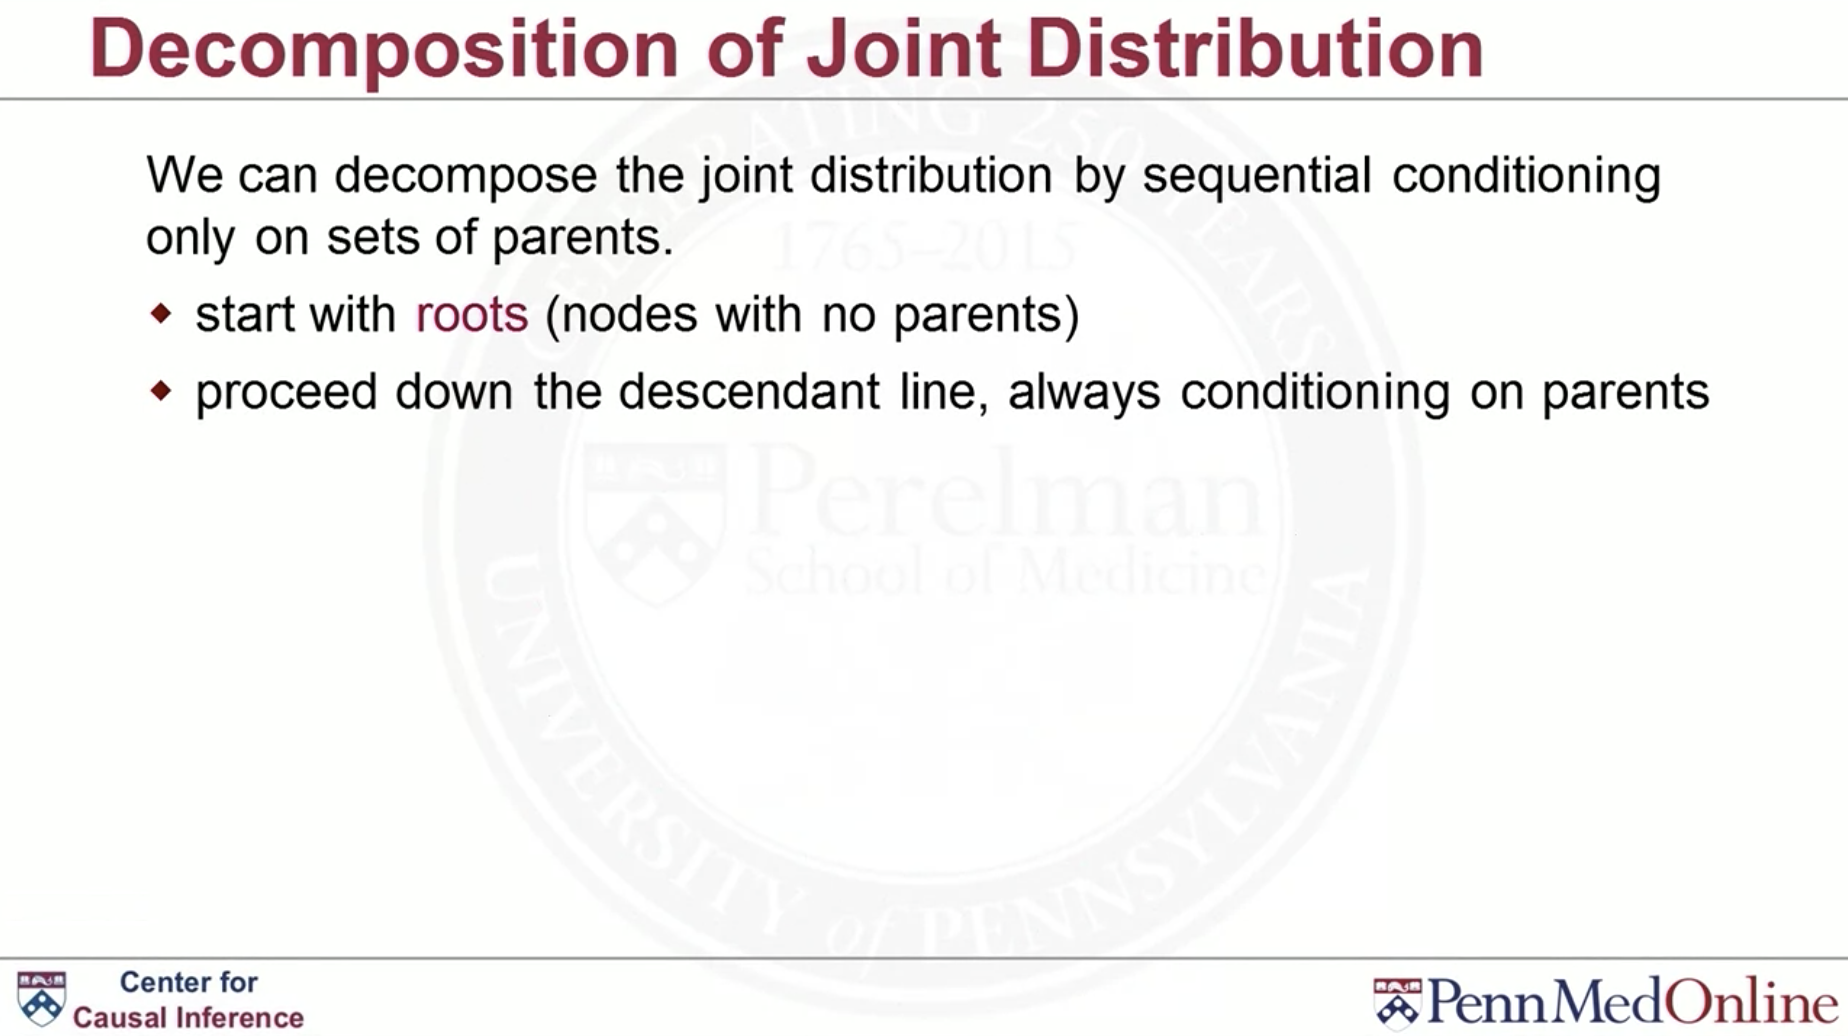 Decomposition of Joint Distribution
We can decompose the joint distribution by sequential conditioning
only on sets of parents.
start with roots (nodes with no parents)
proceed down the descendant line, always conditioning on parents
CELEBRATING 250 YEARS
1765–2015
Perelman
School of Medicine
UNIVERSITY of PENNSYLVANIA
Center for
Causal Inference
PennMedOnline